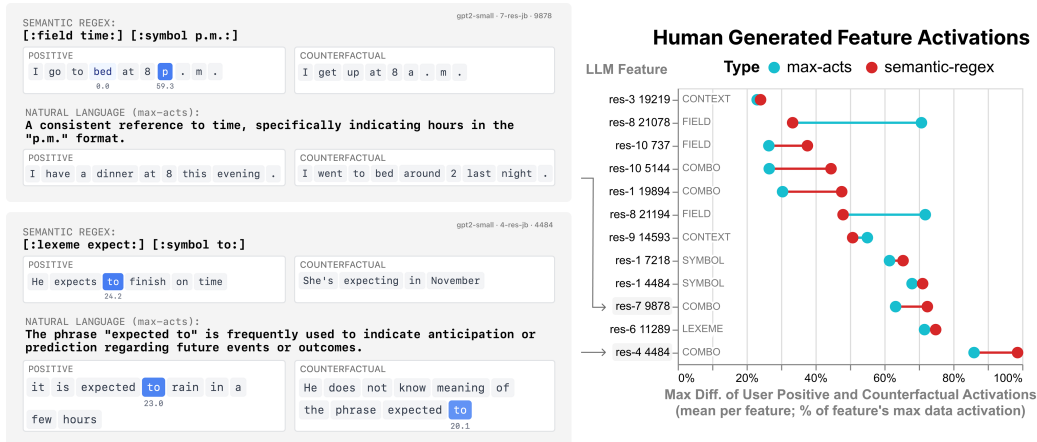 gpt2-small · 7-res-jb · 9878
SEMANTIC REGEX:
[:field time:] [:symbol p.m.:]
POSITIVE
I go to bed at 8 p . m .
0.0 59.3
COUNTERFACTUAL
I get up at 8 a . m .
NATURAL LANGUAGE (max-acts):
A consistent reference to time, specifically indicating hours in the
"p.m." format.
POSITIVE
I have a dinner at 8 this evening .
COUNTERFACTUAL
I went to bed around 2 last night .
gpt2-small · 4-res-jb · 4484
SEMANTIC REGEX:
[:lexeme expect:] [:symbol to:]
POSITIVE
He expects to finish on time
24.2
COUNTERFACTUAL
She's expecting in November
NATURAL LANGUAGE (max-acts):
The phrase "expected to" is frequently used to indicate anticipation or
prediction regarding future events or outcomes.
POSITIVE
it is expected to rain in a
23.0
few hours
COUNTERFACTUAL
He does not know meaning of
the phrase expected to
20.1
Human Generated Feature Activations
LLM Feature
Type max-acts semantic-regex
res-3 19219 CONTEXT
res-8 21078 FIELD
res-10 737 FIELD
res-10 5144 COMBO
res-1 19894 COMBO
res-8 21194 FIELD
res-9 14593 CONTEXT
res-1 7218 SYMBOL
res-1 4484 SYMBOL
res-7 9878 COMBO
res-6 11289 LEXEME
res-4 4484 COMBO
0% 20% 40% 60% 80% 100%
Max Diff. of User Positive and Counterfactual Activations
(mean per feature; % of feature's max data activation)